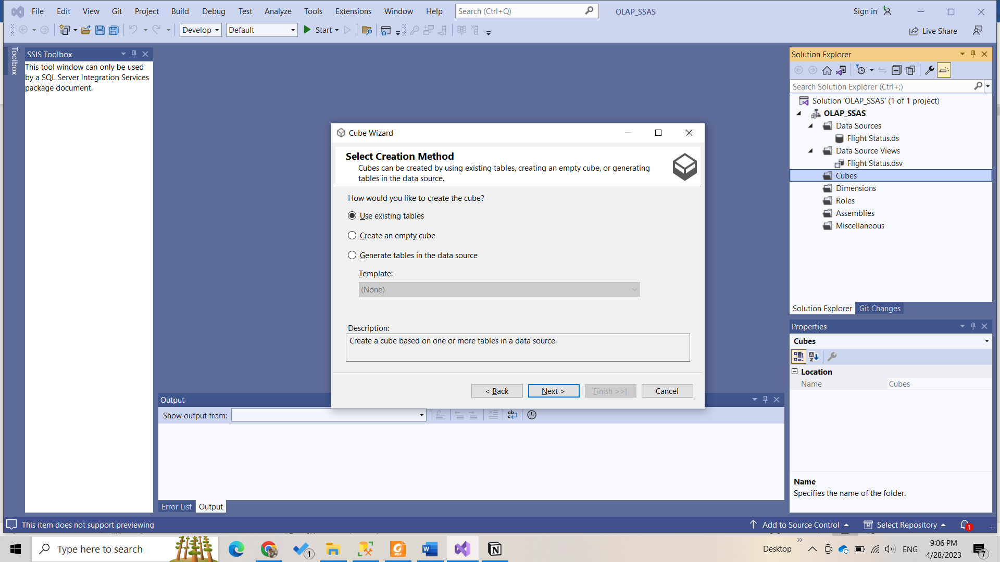 File Edit View Git Project Build Debug Test Analyze Tools Extensions Window Help Search (Ctrl+Q) OLAP_SSAS Sign in
Develop Default Start Live Share
Toolbox
SSIS Toolbox
This tool window can only be used
by a SQL Server Integration Services
package document.
Cube Wizard
Select Creation Method
Cubes can be created by using existing tables, creating an empty cube, or generating
tables in the data source.
How would you like to create the cube?
Use existing tables
Create an empty cube
Generate tables in the data source
Template:
(None)
Description:
Create a cube based on one or more tables in a data source.
< Back Next > Finish >>| Cancel
Output
Show output from:
Error List Output
Solution Explorer
Search Solution Explorer (Ctrl+;)
Solution 'OLAP_SSAS' (1 of 1 project)
OLAP_SSAS
Data Sources
Flight Status.ds
Data Source Views
Flight Status.dsv
Cubes
Dimensions
Roles
Assemblies
Miscellaneous
Solution Explorer Git Changes
Properties
Cubes
Location
Name Cubes
Name
Specifies the name of the folder.
This item does not support previewing Add to Source Control Select Repository 1
Type here to search 1 Desktop ENG 9:06 PM
4/28/2023 7